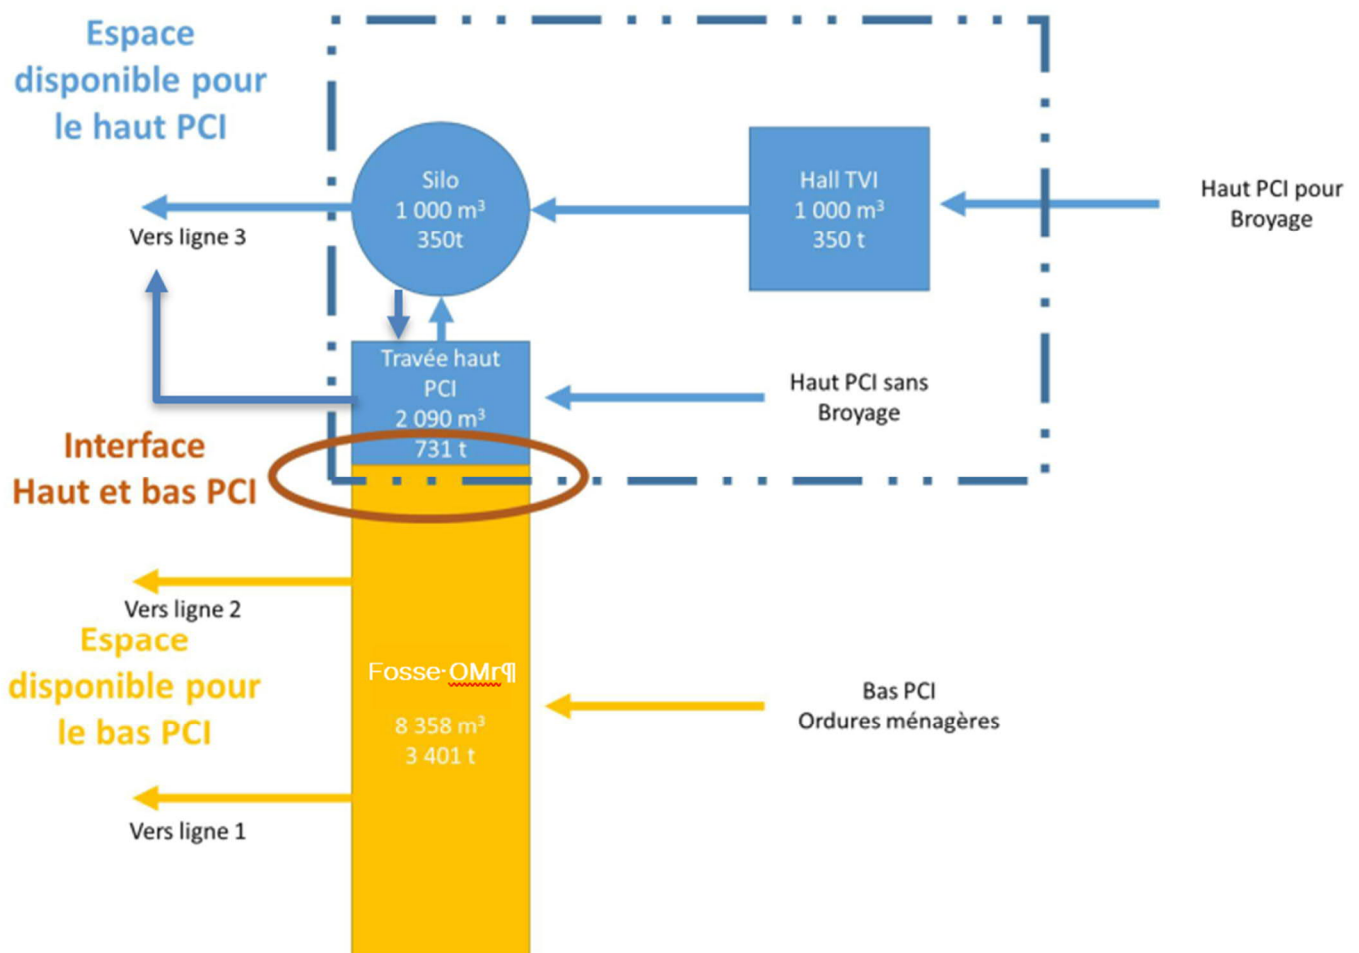 Espace
disponible pour
le haut PCI
Silo
1 000 m³
350t
Hall TVI
1 000 m³
350 t
Haut PCI pour
Broyage
Vers ligne 3
Travée haut
PCI
2 090 m³
731 t
Haut PCI sans
Broyage
Interface
Haut et bas PCI
Vers ligne 2
Espace
disponible pour
le bas PCI
Fosse·OMr¶
8 358 m³
3 401 t
Bas PCI
Ordures ménagères
Vers ligne 1